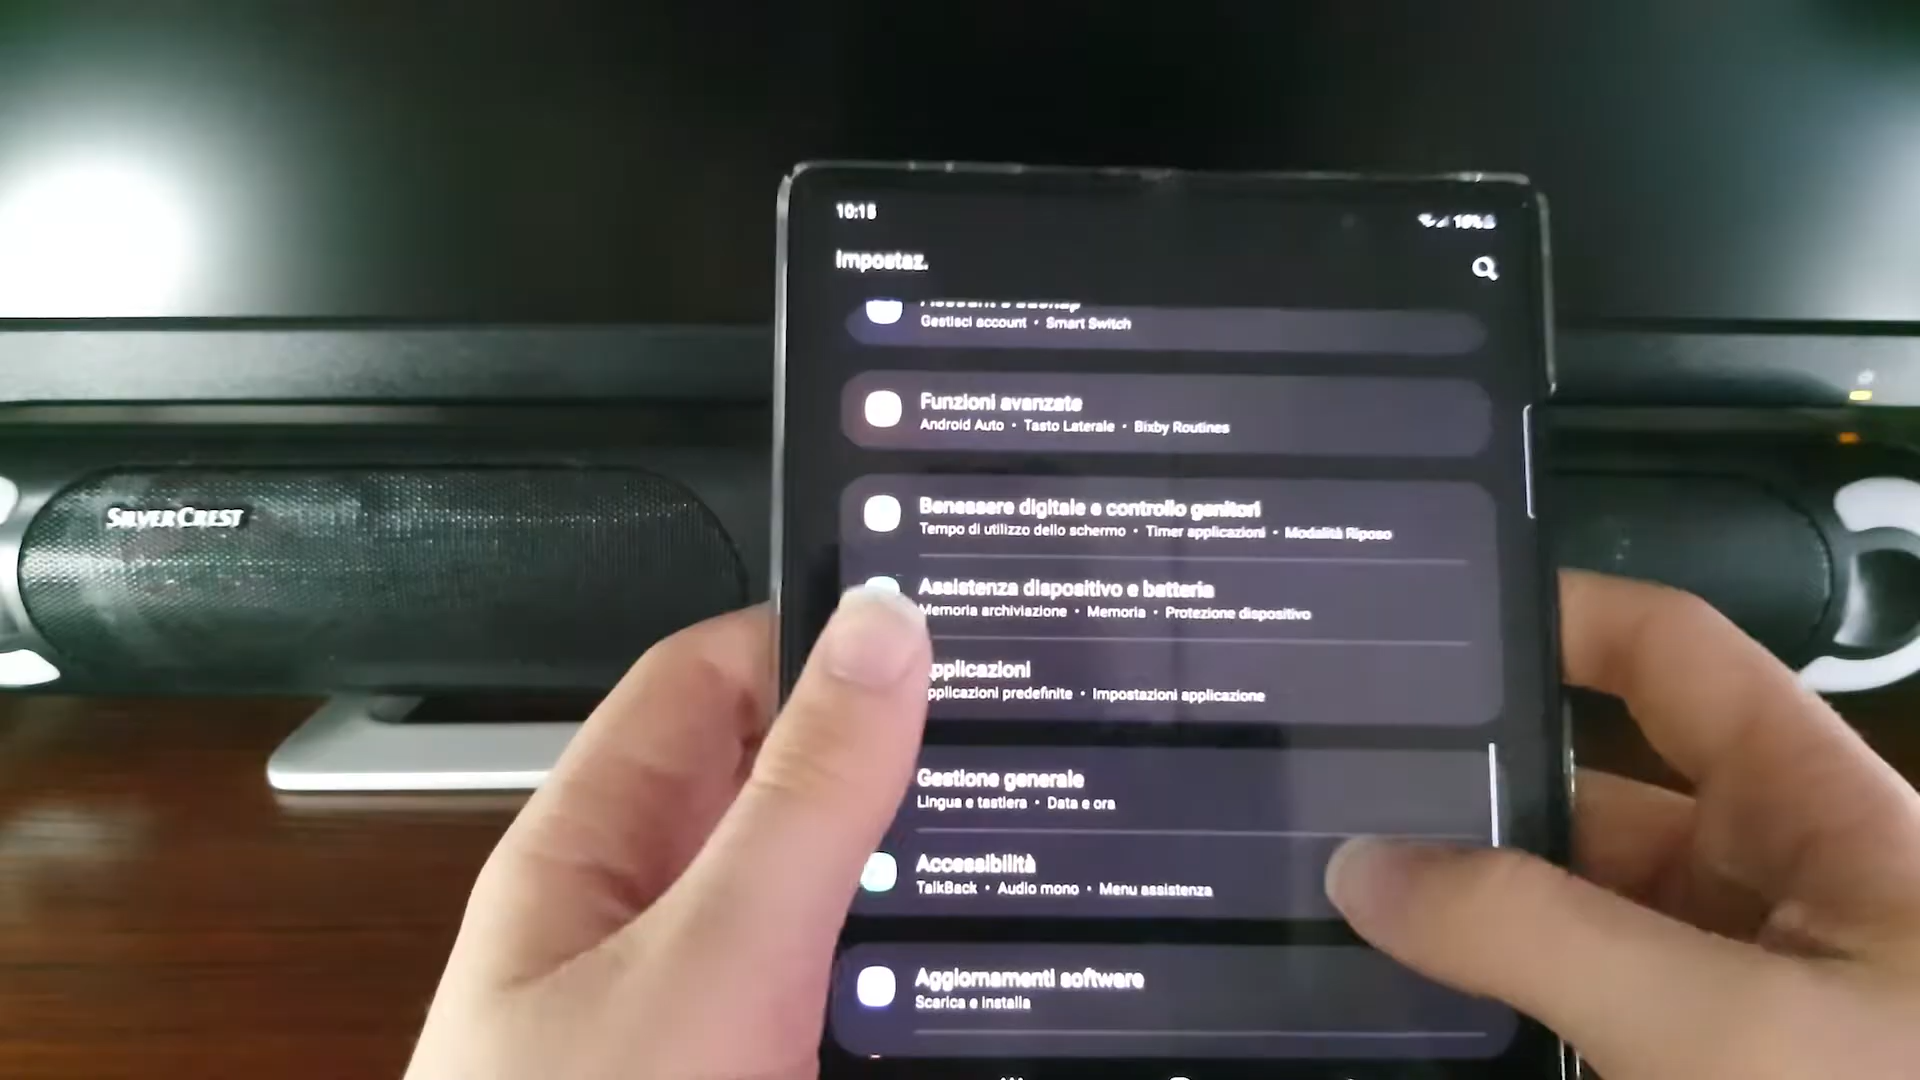 10:15
Impostaz.
Gestisci account • Smart Switch
Funzioni avanzate
Android Auto • Tasto Laterale • Bixby Routines
SILVERCREST
Benessere digitale e controllo genitori
Tempo di utilizzo dello schermo • Timer applicazioni • Modalità Riposo
Assistenza dispositivo e batteria
Memoria archiviazione • Memoria • Protezione dispositivo
pplicazioni
pplicazioni predefinite • Impostazioni applicazione
Gestione generale
Lingua e tastiera • Data e ora
Accessibilità
TalkBack • Audio mono • Menu assistenza
Aggiornamenti software
Scarica e installa